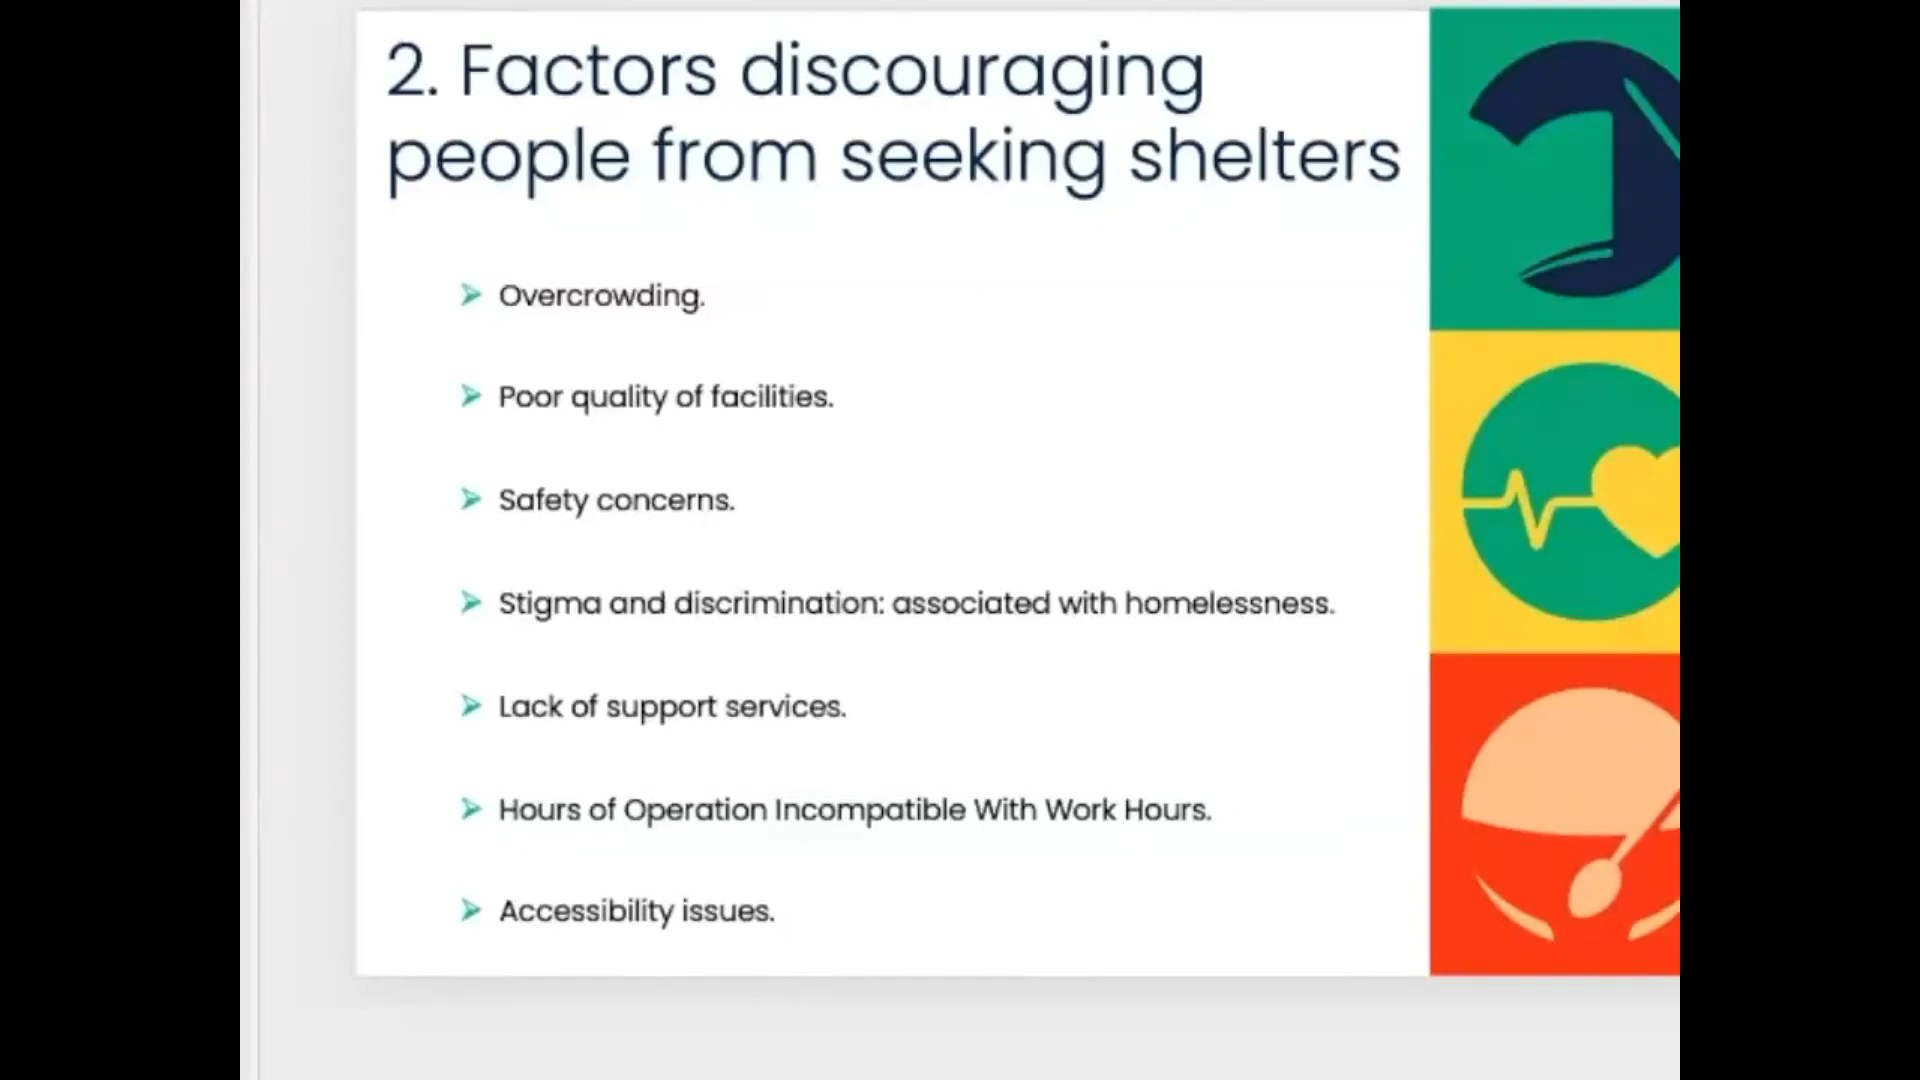 2. Factors discouraging
people from seeking shelters
Overcrowding.
Poor quality of facilities.
Safety concerns.
Stigma and discrimination: associated with homelessness.
Lack of support services.
Hours of Operation Incompatible With Work Hours.
Accessibility issues.